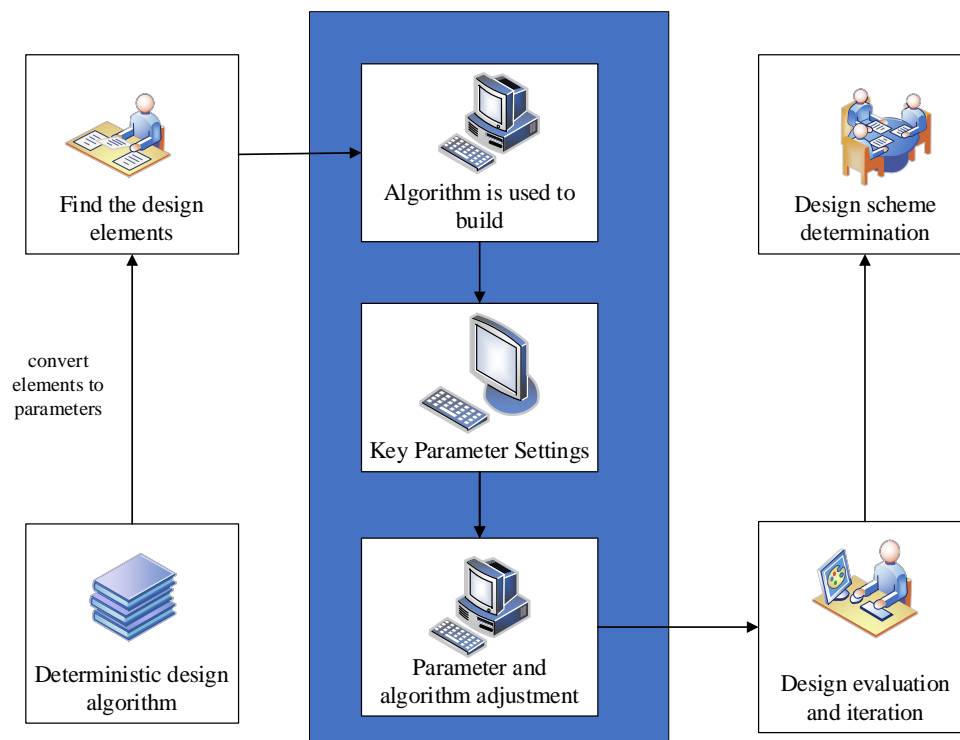 Find the design
elements
Algorithm is used to
build
Design scheme
determination
convert
elements to
parameters
Key Parameter Settings
Deterministic design
algorithm
Parameter and
algorithm adjustment
Design evaluation
and iteration